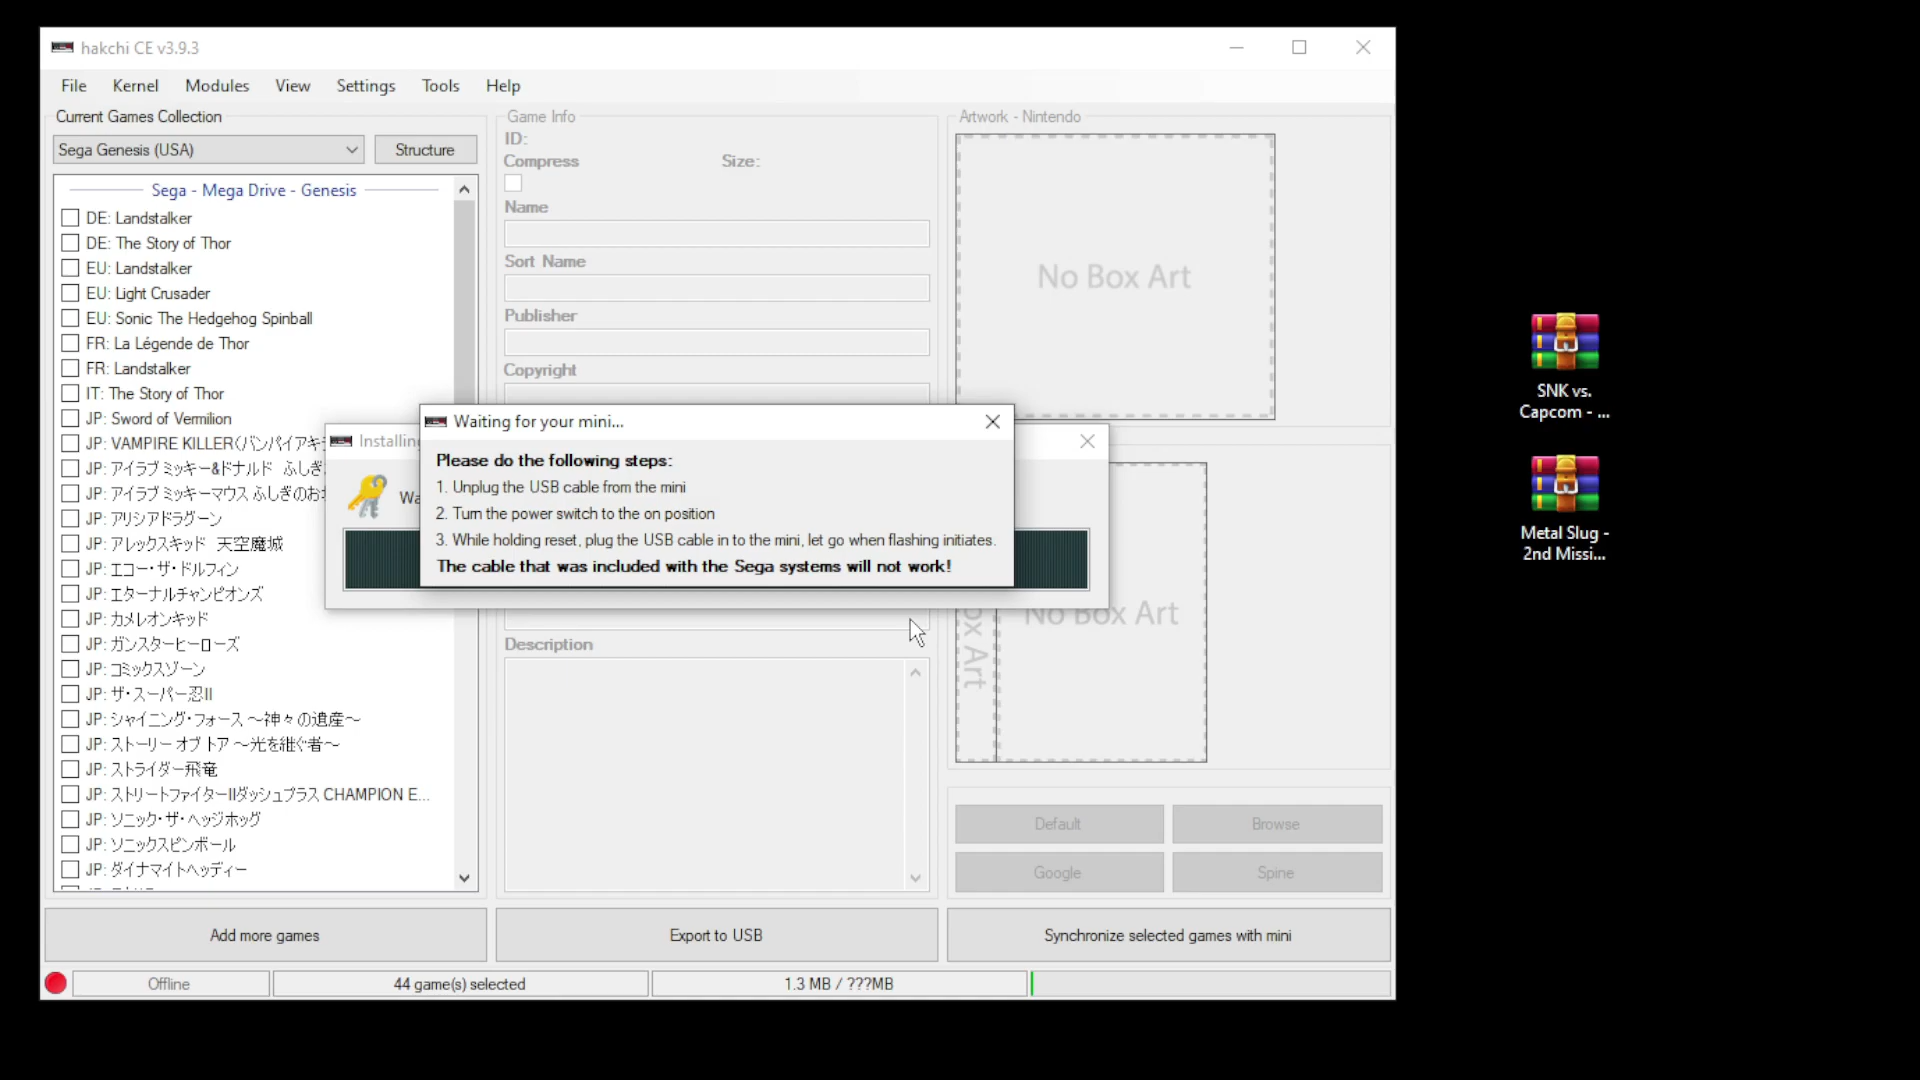 hakchi CE v3.9.3
File Kernel Modules View Settings Tools Help
Current Games Collection
Sega Genesis (USA)
Structure
Sega - Mega Drive - Genesis
DE: Landstalker
DE: The Story of Thor
EU: Landstalker
EU: Light Crusader
EU: Sonic The Hedgehog Spinball
FR: La Légende de Thor
FR: Landstalker
IT: The Story of Thor
JP: Sword of Vermilion
JP: VAMPIRE KILLER(バンパイアキラ
JP: アイラブミッキー&ドナルド ふしぎ
JP: アイラブミッキーマウス ふしぎのお
JP: アリシアドラグーン
JP: アレックスキッド 天空魔城
JP: エコー・ザ・ドルフィン
JP: エターナルチャンピオンズ
JP: カメレオンキッド
JP: ガンスターヒーローズ
JP: コミックスゾーン
JP: ザ・スーパー忍II
JP: シャイニング・フォース ～神々の遺産～
JP: ストーリー オブ トア ～光を継ぐ者～
JP: ストライダー飛竜
JP: ストリートファイターIIダッシュプラス CHAMPION E...
JP: ソニック・ザ・ヘッジホッグ
JP: ソニックスピンボール
JP: ダイナマイトヘッディー
Game Info
ID:
Compress
Size:
Name
Sort Name
Publisher
Copyright
Description
Artwork - Nintendo
No Box Art
Installing
Wa
Waiting for your mini...
Please do the following steps:
1. Unplug the USB cable from the mini
2. Turn the power switch to the on position
3. While holding reset, plug the USB cable in to the mini, let go when flashing initiates.
The cable that was included with the Sega systems will not work!
ox Art
No Box Art
Default
Browse
Google
Spine
Add more games
Export to USB
Synchronize selected games with mini
Offline
44 game(s) selected
1.3 MB / ???MB
SNK vs.
Capcom - ...
Metal Slug -
2nd Missi...